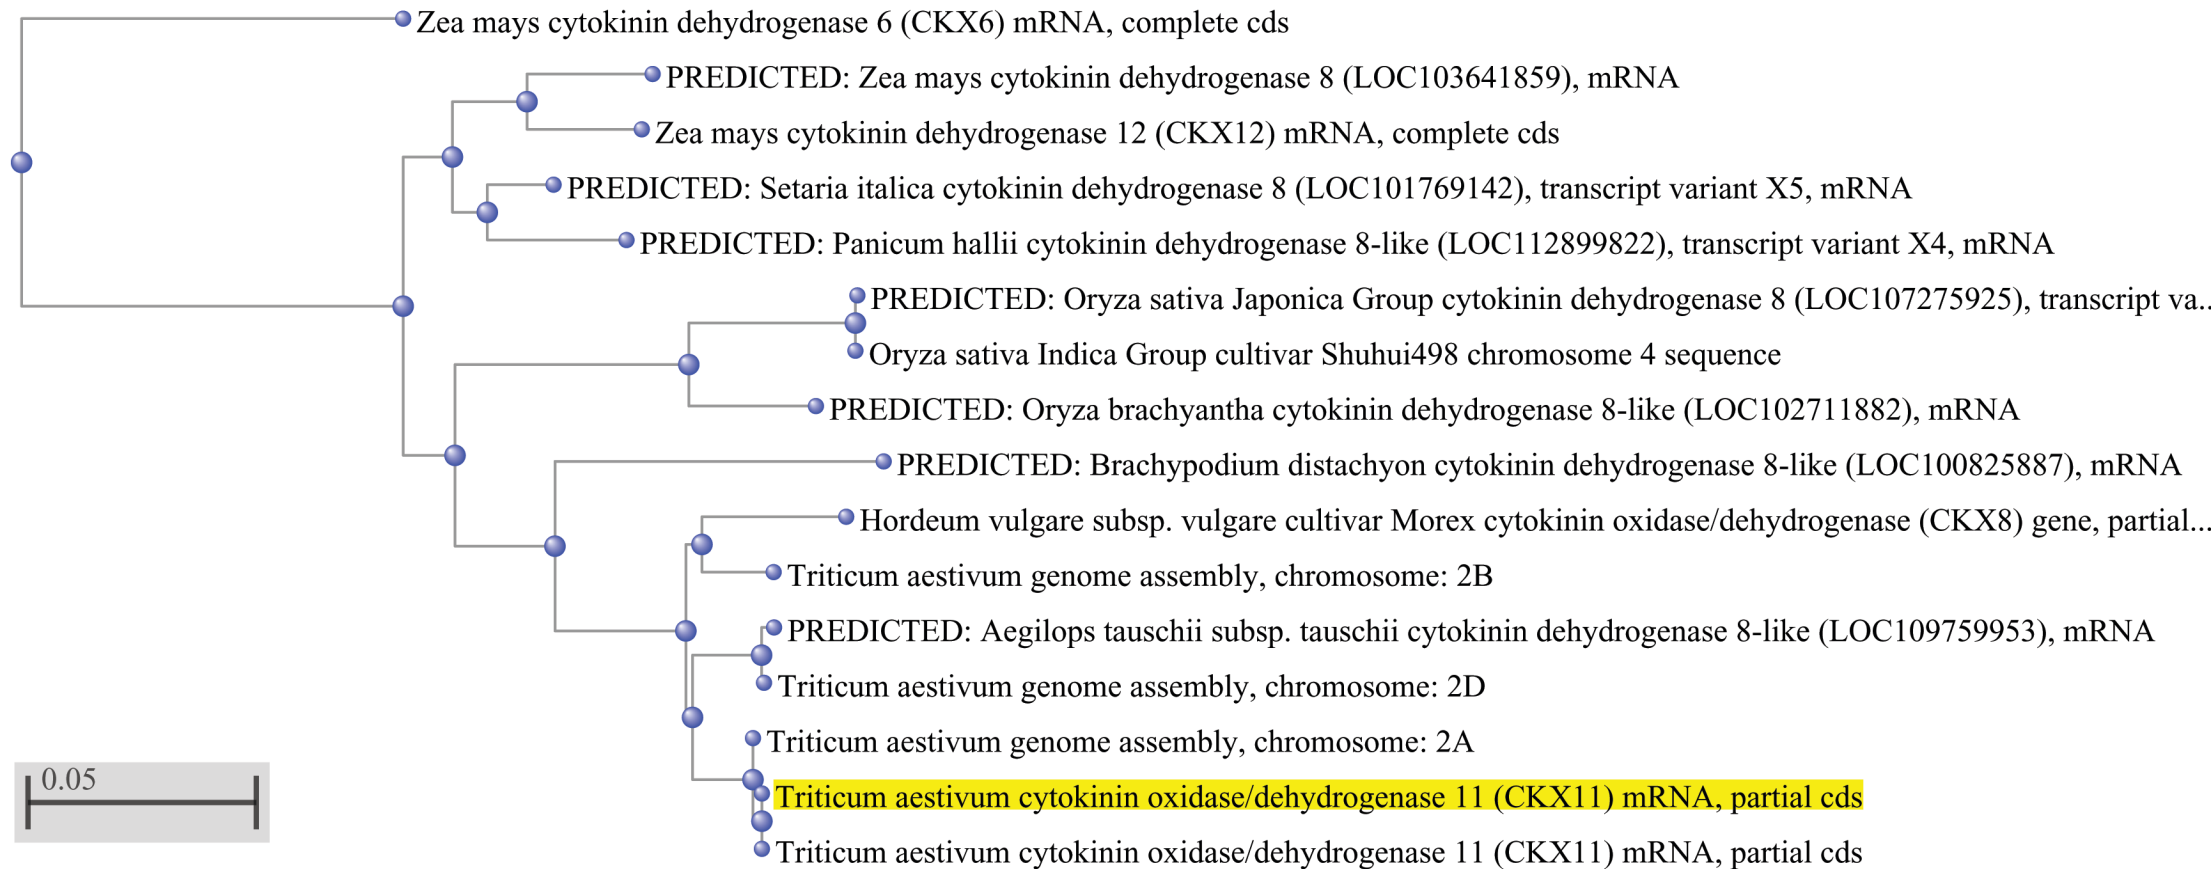 Zea mays cytokinin dehydrogenase 6 (CKX6) mRNA, complete cds
PREDICTED: Zea mays cytokinin dehydrogenase 8 (LOC103641859), mRNA
Zea mays cytokinin dehydrogenase 12 (CKX12) mRNA, complete cds
PREDICTED: Setaria italica cytokinin dehydrogenase 8 (LOC101769142), transcript variant X5, mRNA
PREDICTED: Panicum hallii cytokinin dehydrogenase 8-like (LOC112899822), transcript variant X4, mRNA
PREDICTED: Oryza sativa Japonica Group cytokinin dehydrogenase 8 (LOC107275925), transcript va...
Oryza sativa Indica Group cultivar Shuhui498 chromosome 4 sequence
PREDICTED: Oryza brachyantha cytokinin dehydrogenase 8-like (LOC102711882), mRNA
PREDICTED: Brachypodium distachyon cytokinin dehydrogenase 8-like (LOC100825887), mRNA
Hordeum vulgare subsp. vulgare cultivar Morex cytokinin oxidase/dehydrogenase (CKX8) gene, partial...
Triticum aestivum genome assembly, chromosome: 2B
PREDICTED: Aegilops tauschii subsp. tauschii cytokinin dehydrogenase 8-like (LOC109759953), mRNA
Triticum aestivum genome assembly, chromosome: 2D
Triticum aestivum genome assembly, chromosome: 2A
0.05
Triticum aestivum cytokinin oxidase/dehydrogenase 11 (CKX11) mRNA, partial cds
Triticum aestivum cytokinin oxidase/dehydrogenase 11 (CKX11) mRNA, partial cds